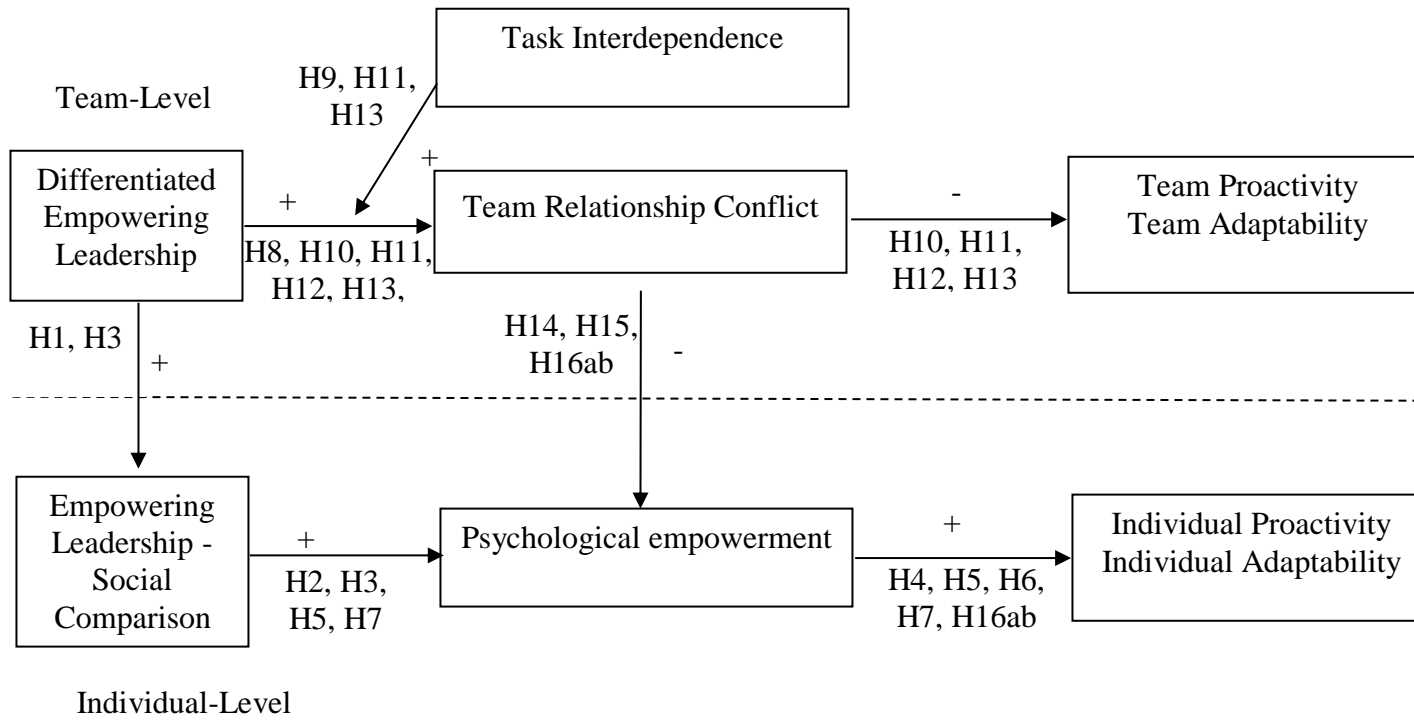 Task Interdependence
H9, H11,
H13
Team-Level
+
Differentiated
Empowering
Leadership
+
H8, H10, H11,
H12, H13,
Team Relationship Conflict
-
H10, H11,
H12, H13
Team Proactivity
Team Adaptability
H1, H3
+
H14, H15,
H16ab
-
Empowering
Leadership -
Social
Comparison
+
H2, H3,
H5, H7
Psychological empowerment
+
H4, H5, H6,
H7, H16ab
Individual Proactivity
Individual Adaptability
Individual-Level